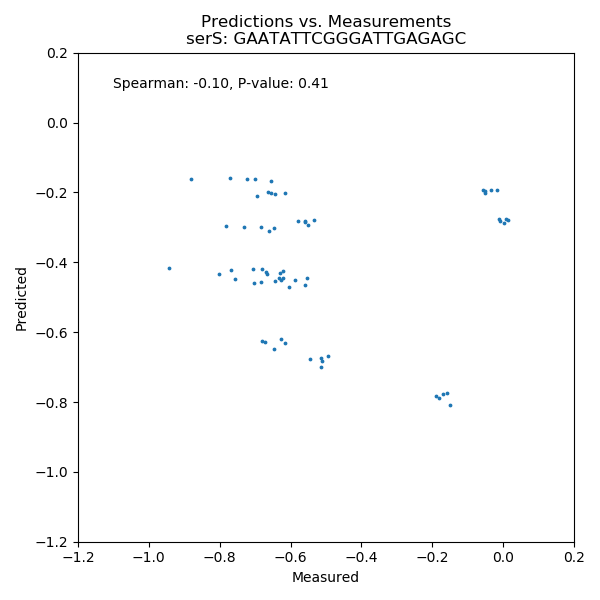 Predictions vs. Measurements
serS: GAATATTCGGGATTGAGAGC
Spearman: -0.10, P-value: 0.41
0.2
0.0
−0.2
−0.4
−0.6
−0.8
−1.0
−1.2
Predicted
−1.2 −1.0 −0.8 −0.6 −0.4 −0.2 0.0 0.2
Measured